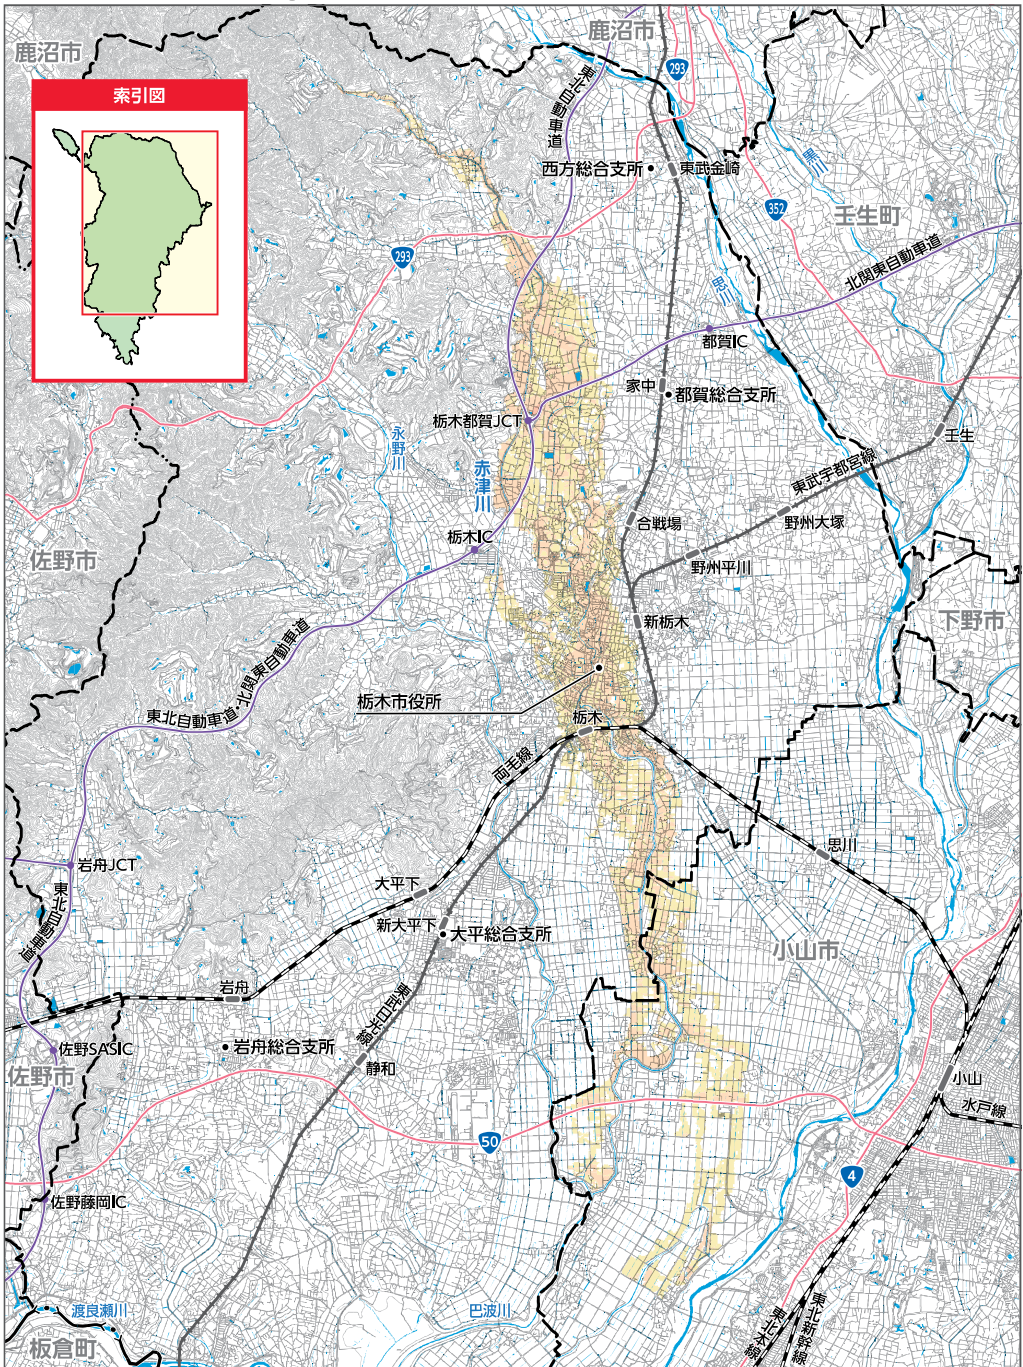 鹿沼市
鹿沼市
索引図
293
東北自動車道
西方総合支所
東武金崎
黒川
352
壬生町
293
北関東自動車道
思川
都賀IC
家中
都賀総合支所
栃木都賀JCT
永野川
赤津川
壬生
東武宇都宮線
合戦場
野州大塚
栃木IC
佐野市
野州平川
新栃木
下野市
東北自動車道・北関東自動車道
栃木市役所
栃木
両毛線
思川
岩舟JCT
大平下
東北自動車道
新大平下
大平総合支所
小山市
岩舟
東武日光線
佐野SASIC
岩舟総合支所
静和
佐野市
小山
水戸線
50
4
佐野藤岡IC
渡良瀬川
巴波川
板倉町
東北本線
東北新幹線